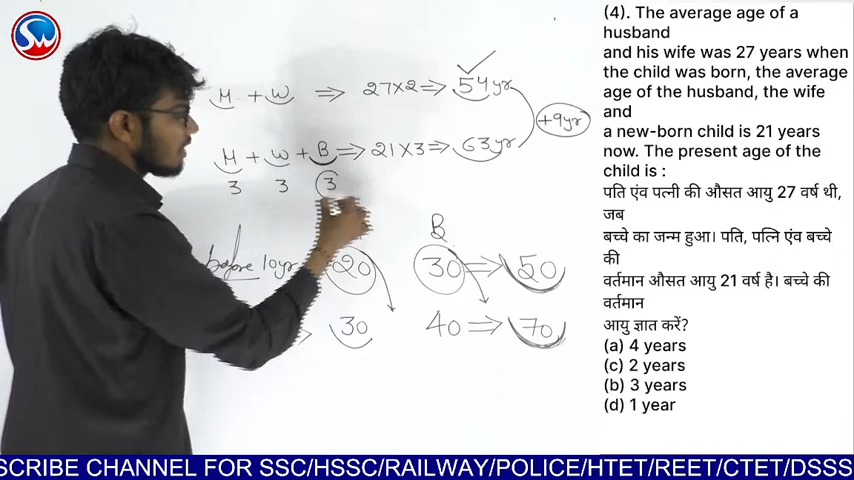 SW
(4). The average age of a
husband
and his wife was 27 years when
the child was born, the average
age of the husband, the wife
and
a new-born child is 21 years
now. The present age of the
child is :
पति एंव पत्नी की औसत आयु 27 वर्ष थी,
जब
बच्चे का जन्म हुआ। पति, पत्नि एंव बच्चे
की
वर्तमान औसत आयु 21 वर्ष है। बच्चे की
वर्तमान
आयु ज्ञात करें?
(a) 4 years
(c) 2 years
(b) 3 years
(d) 1 year
H + W ⇒ 27×2 ⇒ 54yr
+9yr
H + W + B ⇒ 21×3 ⇒ 63yr
3 3 3
B
before 10yr 20 30 ⇒ 50
⇒ 30 40 ⇒ 70
SCRIBE CHANNEL FOR SSC/HSSC/RAILWAY/POLICE/HTET/REET/CTET/DSSS